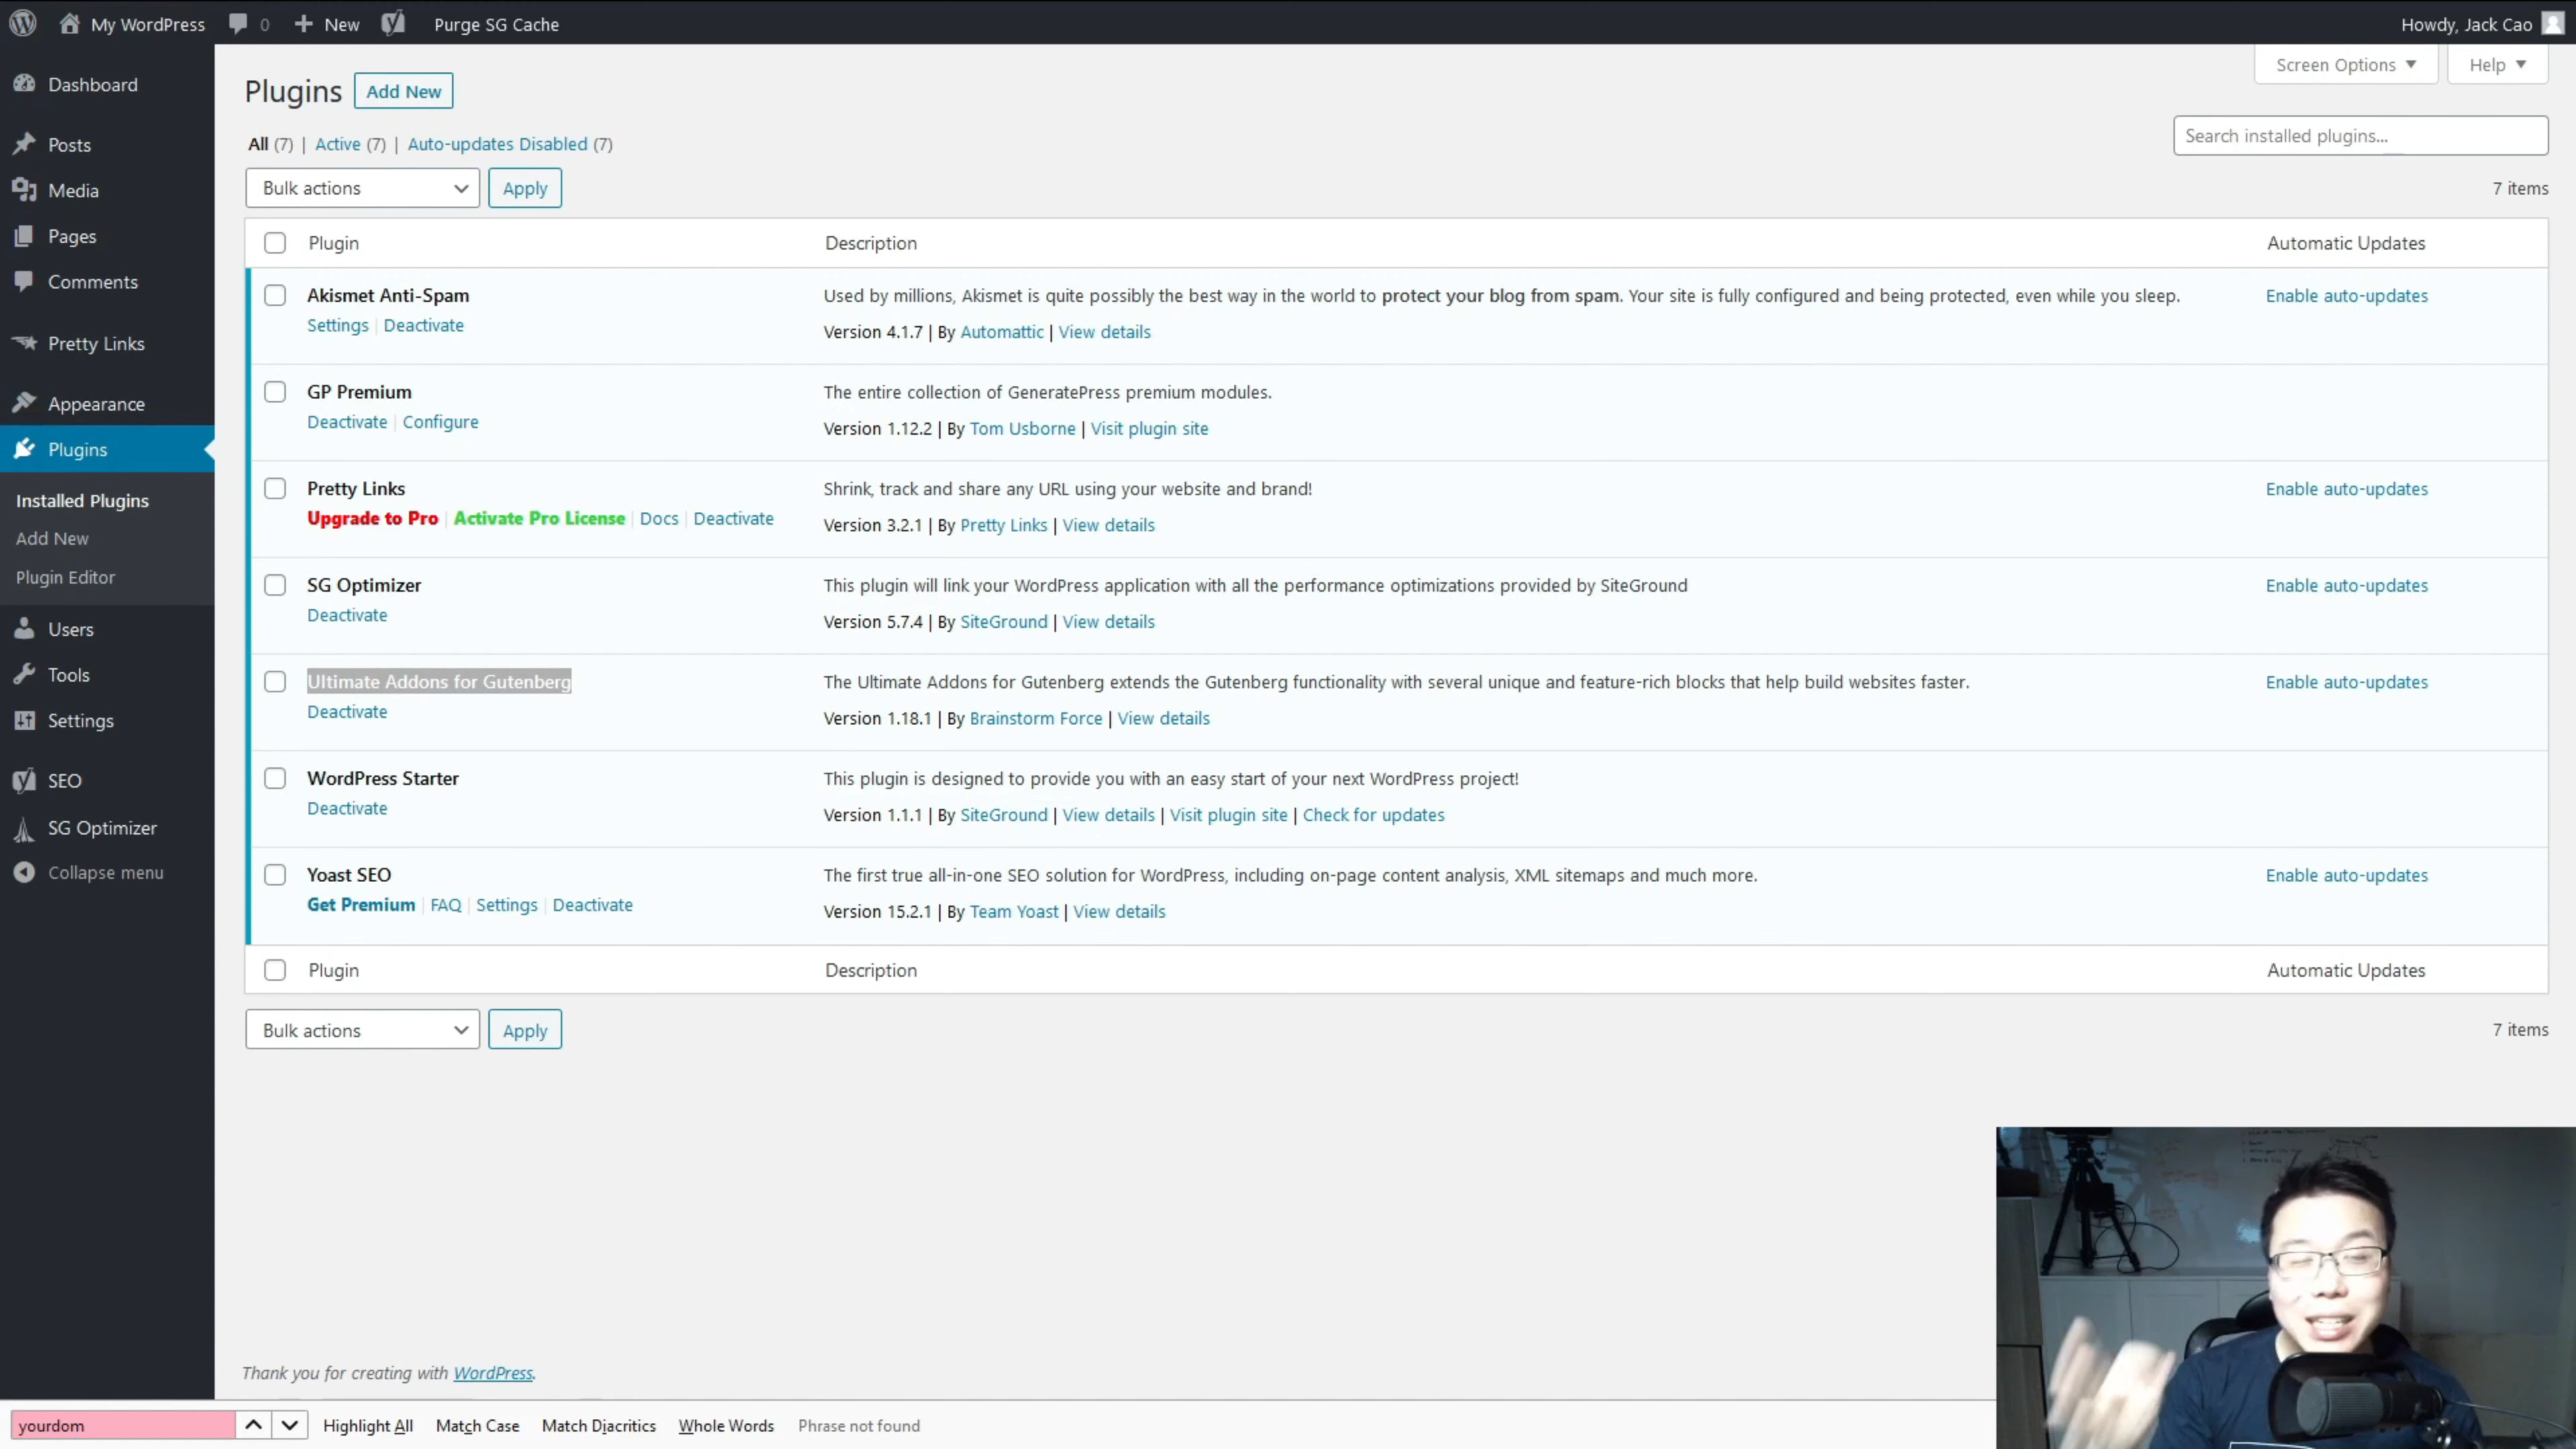 My WordPress 0 New Purge SG Cache Howdy, Jack Cao
Dashboard
Posts
Media
Pages
Comments
Pretty Links
Appearance
Plugins
Installed Plugins
Add New
Plugin Editor
Users
Tools
Settings
SEO
SG Optimizer
Collapse menu
Screen Options Help
Plugins Add New
All (7) | Active (7) | Auto-updates Disabled (7)
Search installed plugins...
Bulk actions Apply
7 items
Plugin Description Automatic Updates
Akismet Anti-Spam
Settings | Deactivate
Used by millions, Akismet is quite possibly the best way in the world to protect your blog from spam. Your site is fully configured and being protected, even while you sleep.
Version 4.1.7 | By Automattic | View details
Enable auto-updates
GP Premium
Deactivate | Configure
The entire collection of GeneratePress premium modules.
Version 1.12.2 | By Tom Usborne | Visit plugin site
Pretty Links
Upgrade to Pro | Activate Pro License | Docs | Deactivate
Shrink, track and share any URL using your website and brand!
Version 3.2.1 | By Pretty Links | View details
Enable auto-updates
SG Optimizer
Deactivate
This plugin will link your WordPress application with all the performance optimizations provided by SiteGround
Version 5.7.4 | By SiteGround | View details
Enable auto-updates
Ultimate Addons for Gutenberg
Deactivate
The Ultimate Addons for Gutenberg extends the Gutenberg functionality with several unique and feature-rich blocks that help build websites faster.
Version 1.18.1 | By Brainstorm Force | View details
Enable auto-updates
WordPress Starter
Deactivate
This plugin is designed to provide you with an easy start of your next WordPress project!
Version 1.1.1 | By SiteGround | View details | Visit plugin site | Check for updates
Yoast SEO
Get Premium | FAQ | Settings | Deactivate
The first true all-in-one SEO solution for WordPress, including on-page content analysis, XML sitemaps and much more.
Version 15.2.1 | By Team Yoast | View details
Enable auto-updates
Plugin Description Automatic Updates
Bulk actions Apply
7 items
Thank you for creating with WordPress.
yourdom Highlight All Match Case Match Diacritics Whole Words Phrase not found